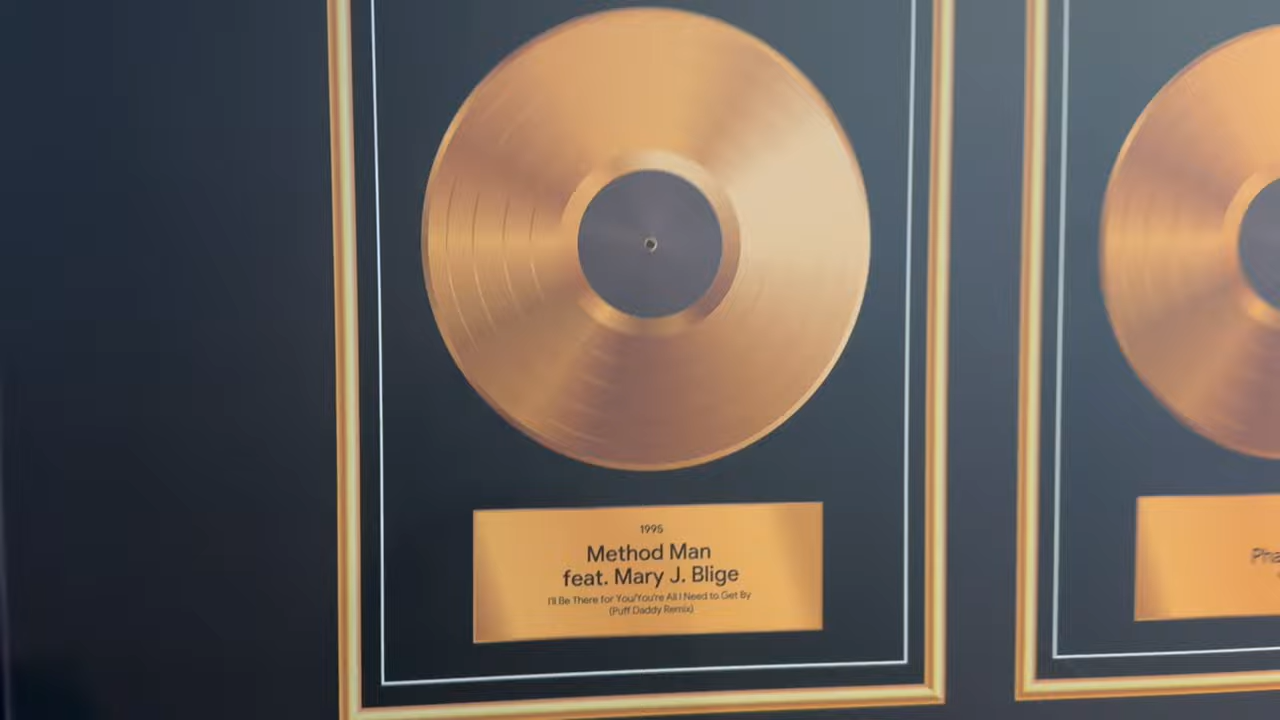 1995
Method Man
feat. Mary J. Blige
I'll Be There for You/You're All I Need to Get By
(Puff Daddy Remix)
Pha